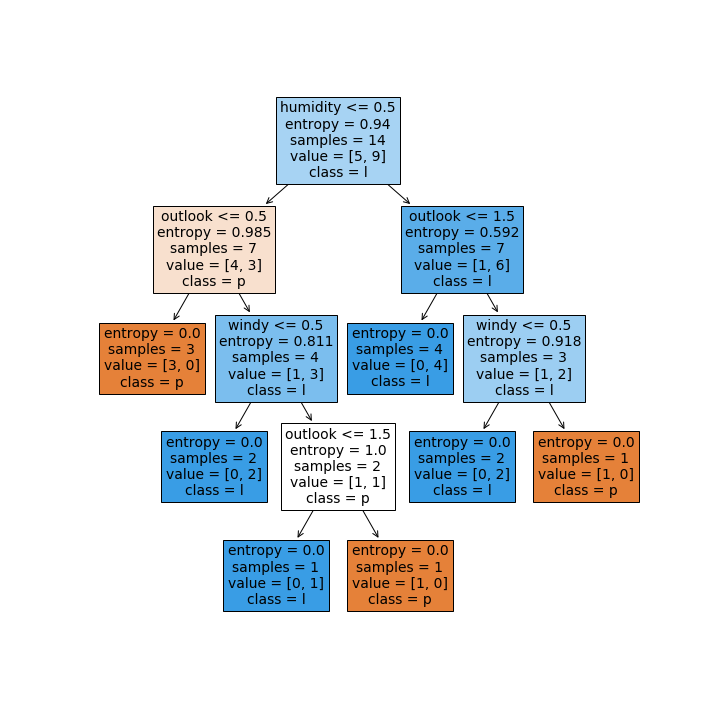 humidity <= 0.5
entropy = 0.94
samples = 14
value = [5, 9]
class = l
outlook <= 0.5
entropy = 0.985
samples = 7
value = [4, 3]
class = p
outlook <= 1.5
entropy = 0.592
samples = 7
value = [1, 6]
class = l
entropy = 0.0
samples = 3
value = [3, 0]
class = p
windy <= 0.5
entropy = 0.811
samples = 4
value = [1, 3]
class = l
entropy = 0.0
samples = 4
value = [0, 4]
class = l
windy <= 0.5
entropy = 0.918
samples = 3
value = [1, 2]
class = l
entropy = 0.0
samples = 2
value = [0, 2]
class = l
outlook <= 1.5
entropy = 1.0
samples = 2
value = [1, 1]
class = p
entropy = 0.0
samples = 2
value = [0, 2]
class = l
entropy = 0.0
samples = 1
value = [1, 0]
class = p
entropy = 0.0
samples = 1
value = [0, 1]
class = l
entropy = 0.0
samples = 1
value = [1, 0]
class = p